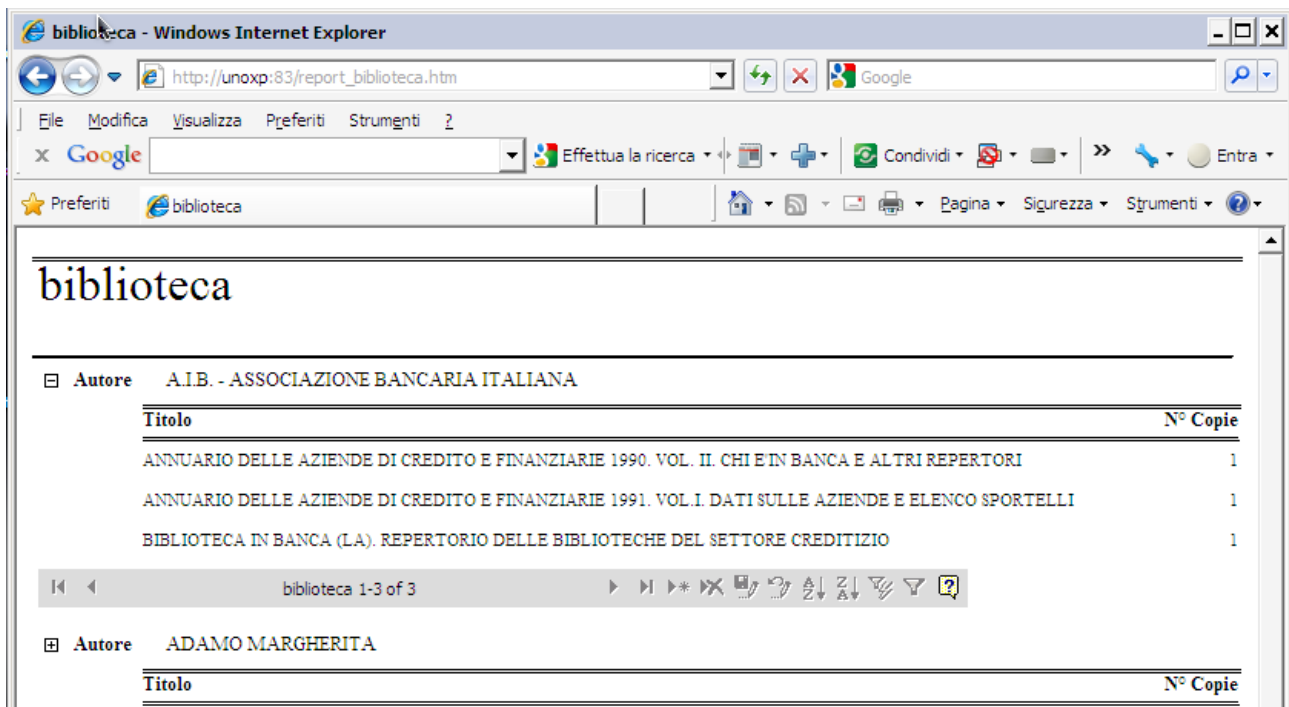 biblioteca - Windows Internet Explorer
http://unoxp:83/report_biblioteca.htm Google
File Modifica Visualizza Preferiti Strumenti ?
x Google Effettua la ricerca Condividi » Entra
Preferiti biblioteca Pagina Sicurezza Strumenti
biblioteca
Autore A.I.B. - ASSOCIAZIONE BANCARIA ITALIANA
Titolo N° Copie
ANNUARIO DELLE AZIENDE DI CREDITO E FINANZIARIE 1990. VOL. II. CHI E'IN BANCA E ALTRI REPERTORI 1
ANNUARIO DELLE AZIENDE DI CREDITO E FINANZIARIE 1991. VOL.I. DATI SULLE AZIENDE E ELENCO SPORTELLI 1
BIBLIOTECA IN BANCA (LA). REPERTORIO DELLE BIBLIOTECHE DEL SETTORE CREDITIZIO 1
biblioteca 1-3 of 3
Autore ADAMO MARGHERITA
Titolo N° Copie